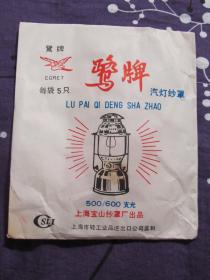 鷺牌
EGRET
每袋5只
鹭牌
汽灯纱罩
LU PAI QI DENG SHA ZHAO
500/600 支光
上海宝山纱罩厂出品
SLI
上海市轻工业品进出口公司监制